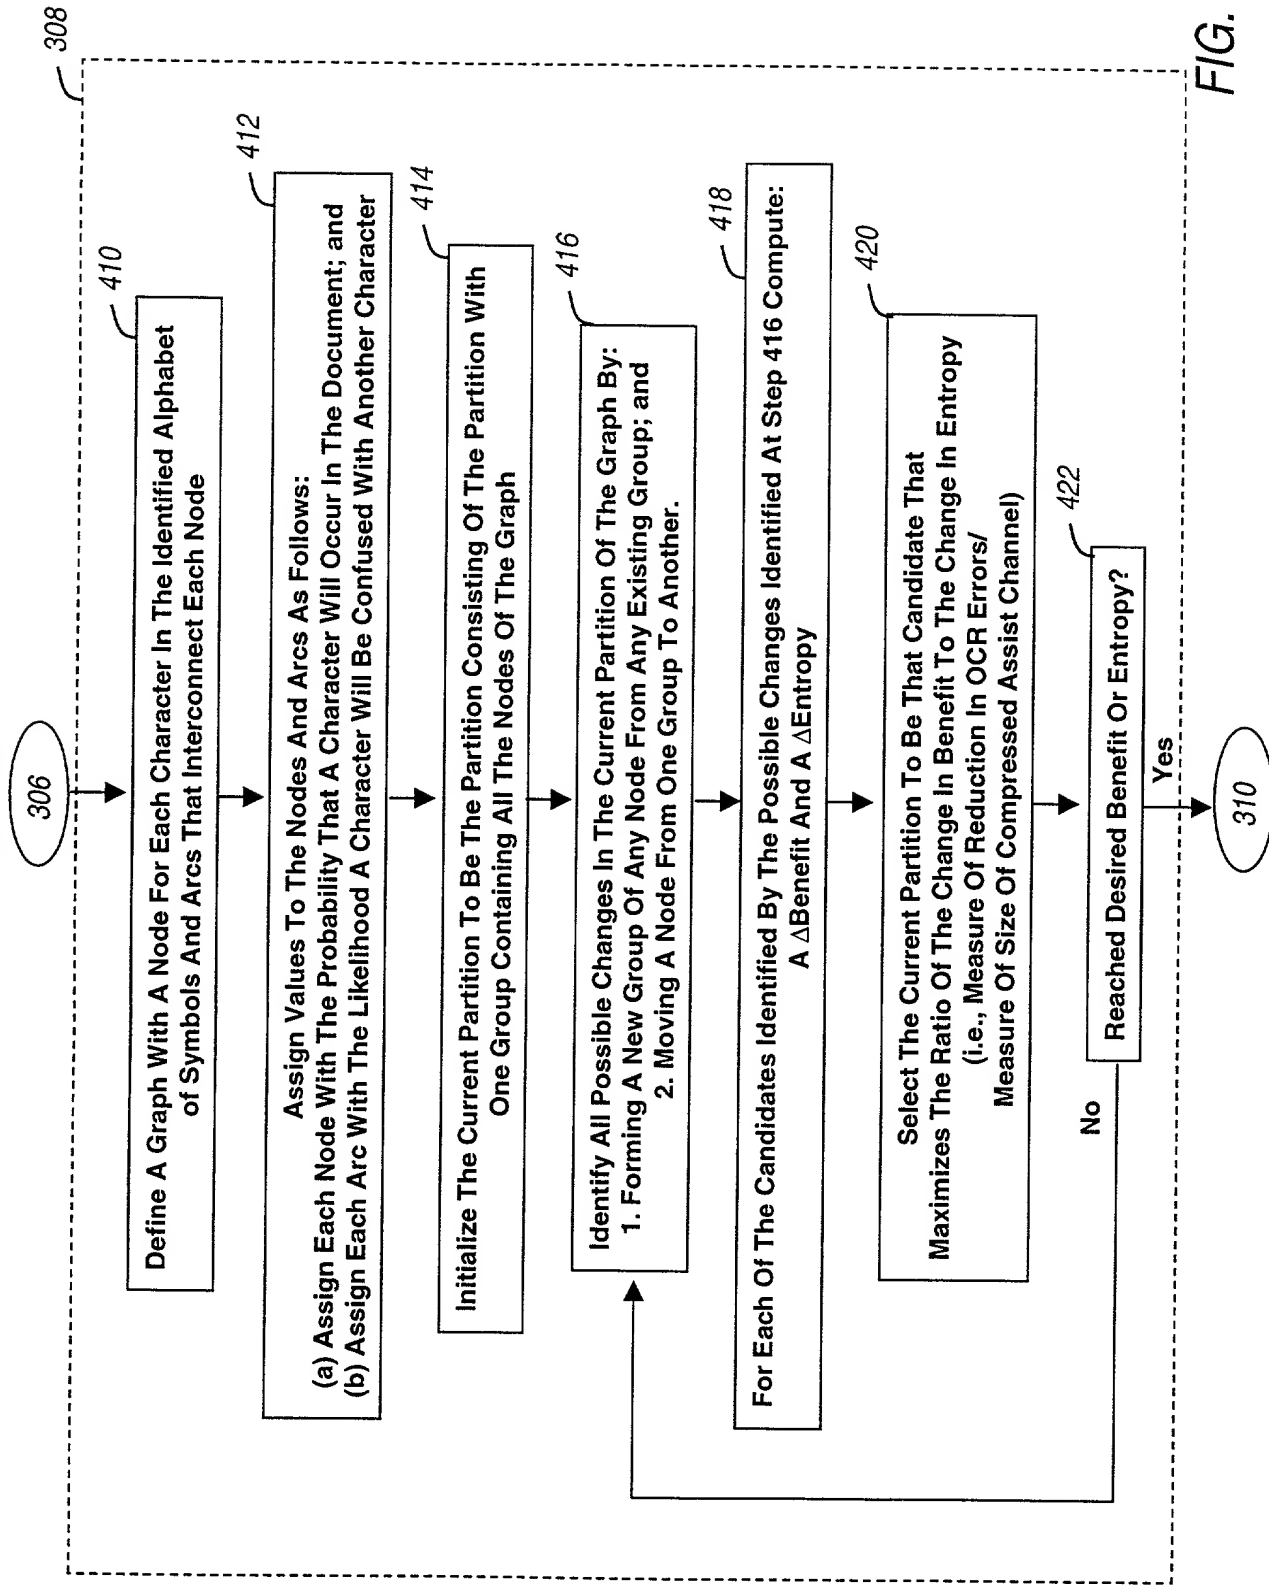 306
308
410
Define A Graph With A Node For Each Character In The Identified Alphabet
of Symbols And Arcs That Interconnect Each Node
412
Assign Values To The Nodes And Arcs As Follows:
(a) Assign Each Node With The Probability That A Character Will Occur In The Document; and
(b) Assign Each Arc With The Likelihood A Character Will Be Confused With Another Character
414
Initialize The Current Partition To Be The Partition Consisting Of The Partition With
One Group Containing All The Nodes Of The Graph
416
Identify All Possible Changes In The Current Partition Of The Graph By:
1. Forming A New Group Of Any Node From Any Existing Group; and
2. Moving A Node From One Group To Another.
418
For Each Of The Candidates Identified By The Possible Changes Identified At Step 416 Compute:
A ΔBenefit And A ΔEntropy
420
Select The Current Partition To Be That Candidate That
Maximizes The Ratio Of The Change In Benefit To The Change In Entropy
(i.e., Measure Of Reduction In OCR Errors/
Measure Of Size Of Compressed Assist Channel)
422
Reached Desired Benefit Or Entropy?
No
Yes
310
FIG.